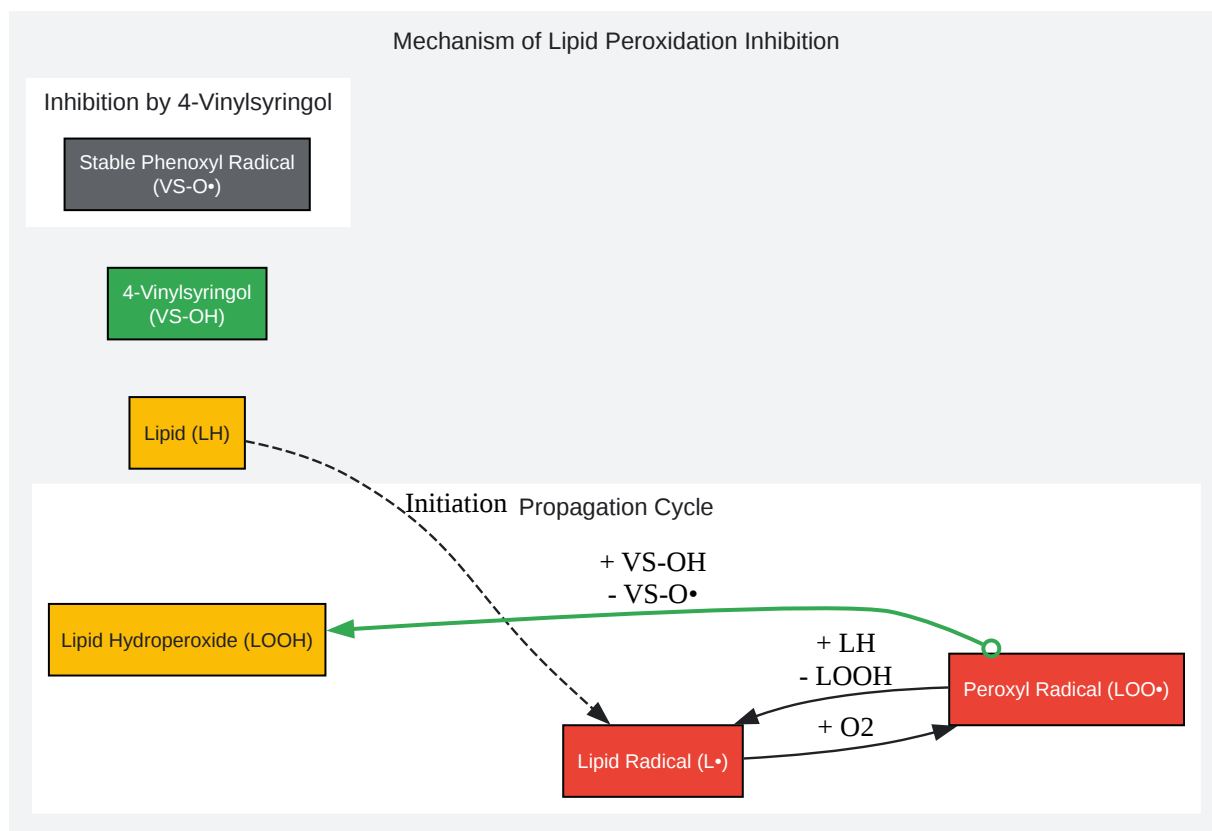 Mechanism of Lipid Peroxidation Inhibition
Inhibition by 4-Vinylsyringol
Stable Phenoxyl Radical
(VS-O•)
4-Vinylsyringol
(VS-OH)
Lipid (LH)
Initiation
Propagation Cycle
+ VS-OH
- VS-O•
Lipid Hydroperoxide (LOOH)
+ LH
- LOOH
Peroxyl Radical (LOO•)
+ O2
Lipid Radical (L•)